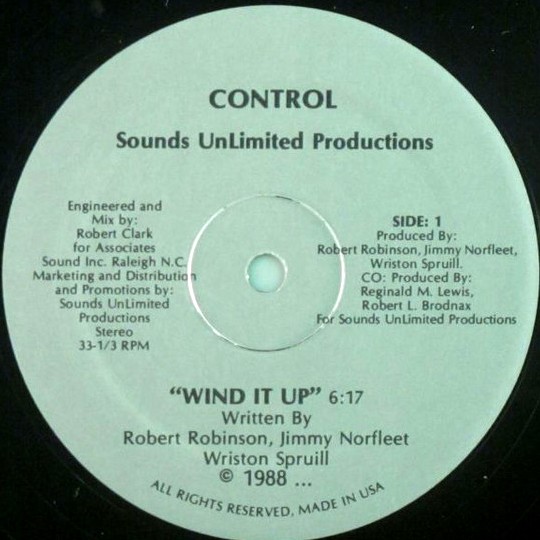 CONTROL
Sounds UnLimited Productions
Engineered and
Mix by:
Robert Clark
for Associates
Sound Inc. Raleigh N.C.
Marketing and Distribution
and Promotions by:
Sounds UnLimited
Productions
Stereo
33-1/3 RPM
SIDE: 1
Produced By:
Robert Robinson, Jimmy Norfleet,
Wriston Spruill.
CO: Produced By:
Reginald M. Lewis,
Robert L. Brodnax
For Sounds UnLimited Productions
“WIND IT UP” 6:17
Written By
Robert Robinson, Jimmy Norfleet
Wriston Spruill
© 1988 ...
ALL RIGHTS RESERVED, MADE IN USA